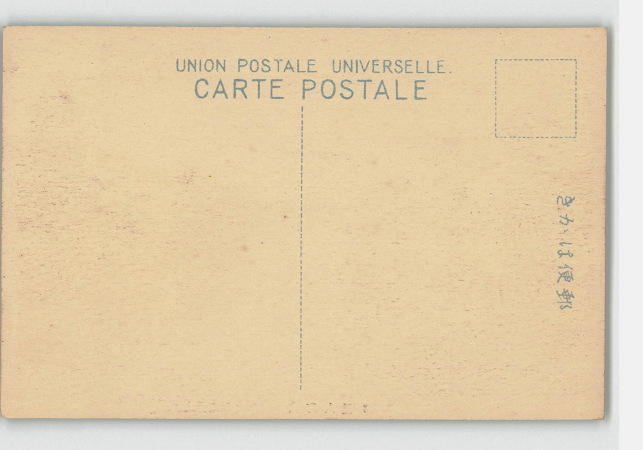 UNION POSTALE UNIVERSELLE.
CARTE POSTALE
きかは便郵